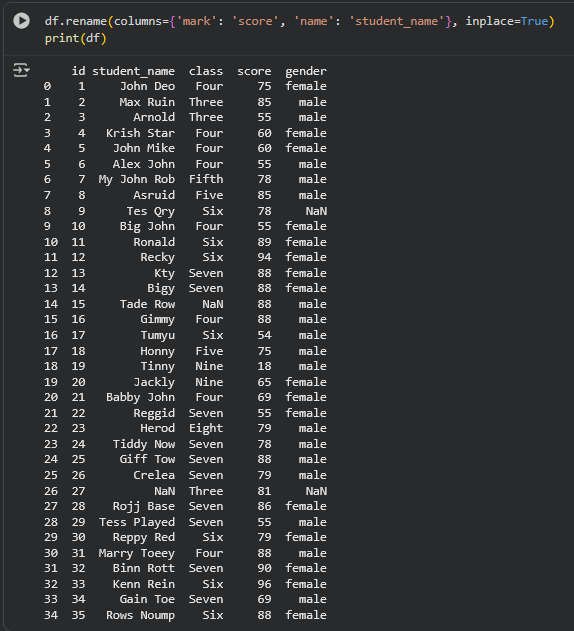 df.rename(columns={'mark': 'score', 'name': 'student_name'}, inplace=True)
print(df)
id student_name class score gender
0 1 John Deo Four 75 female
1 2 Max Ruin Three 85 male
2 3 Arnold Three 55 male
3 4 Krish Star Four 60 female
4 5 John Mike Four 60 female
5 6 Alex John Four 55 male
6 7 My John Rob Fifth 78 male
7 8 Asruid Five 85 male
8 9 Tes Qry Six 78 NaN
9 10 Big John Four 55 female
10 11 Ronald Six 89 female
11 12 Recky Six 94 female
12 13 Kty Seven 88 female
13 14 Bigy Seven 88 female
14 15 Tade Row NaN 88 male
15 16 Gimmy Four 88 male
16 17 Tumyu Six 54 male
17 18 Honny Five 75 male
18 19 Tinny Nine 18 male
19 20 Jackly Nine 65 female
20 21 Babby John Four 69 female
21 22 Reggid Seven 55 female
22 23 Herod Eight 79 male
23 24 Tiddy Now Seven 78 male
24 25 Giff Tow Seven 88 male
25 26 Crelea Seven 79 male
26 27 NaN Three 81 NaN
27 28 Rojj Base Seven 86 female
28 29 Tess Played Seven 55 male
29 30 Reppy Red Six 79 female
30 31 Marry Toeey Four 88 male
31 32 Binn Rott Seven 90 female
32 33 Kenn Rein Six 96 female
33 34 Gain Toe Seven 69 male
34 35 Rows Noump Six 88 female